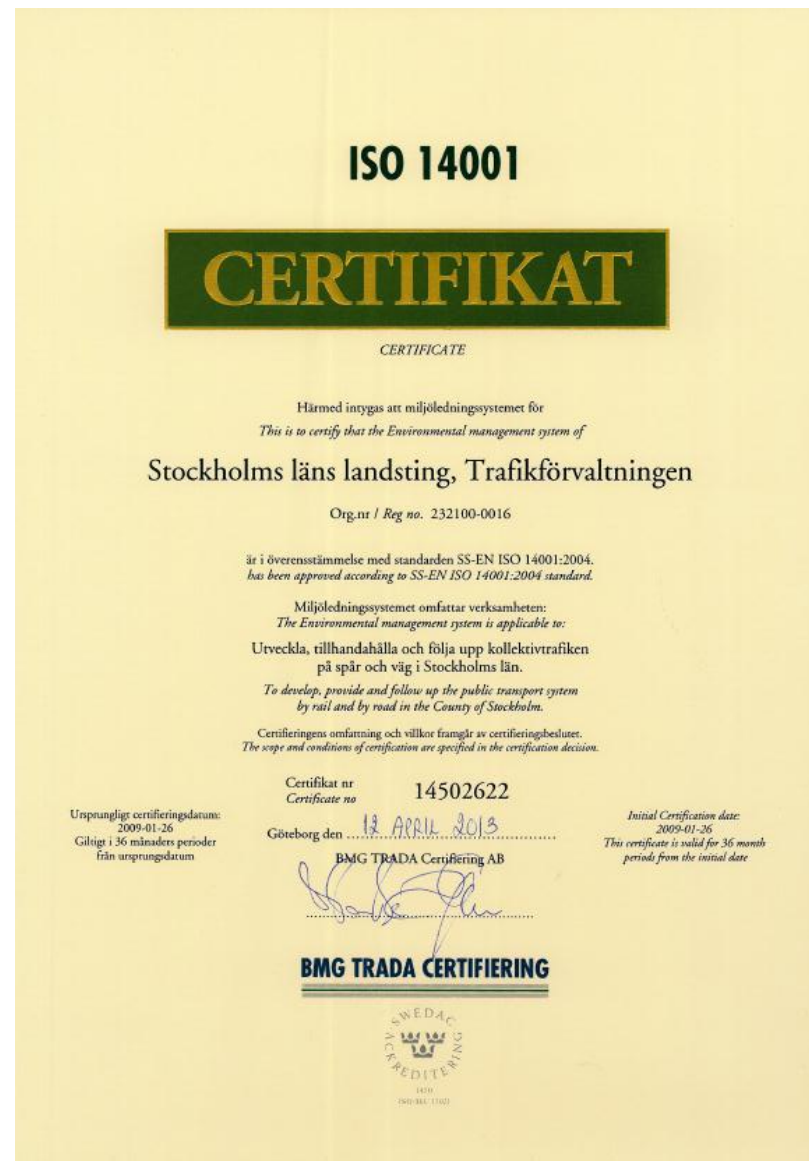 ISO 14001
CERTIFIKAT
CERTIFICATE
Härmed intygas att miljöledningssystemet för
This is to certify that the Environmental management system of
Stockholms läns landsting, Trafikförvaltningen
Org.nr / Reg no. 232100-0016
är i överensstämmelse med standarden SS-EN ISO 14001:2004.
has been approved according to SS-EN ISO 14001:2004 standard.
Miljöledningssystemet omfattar verksamheten:
The Environmental management system is applicable to:
Utveckla, tillhandahålla och följa upp kollektivtrafiken
på spår och väg i Stockholms län.
To develop, provide and follow up the public transport system
by rail and by road in the County of Stockholm.
Certifieringens omfattning och villkor framgår av certifieringsbeslutet.
The scope and conditions of certification are specified in the certification decision.
Certifikat nr
Certificate no
14502622
Ursprungligt certifieringsdatum:
2009-01-26
Giltigt i 36 månaders perioder
från ursprungsdatum
Göteborg den 12 APRIL 2013
BMG TRADA Certifiering AB
Initial Certification date:
2009-01-26
This certificate is valid for 36 month
periods from the initial date
BMG TRADA CERTIFIERING
SWEDAC
ACKREDITERING